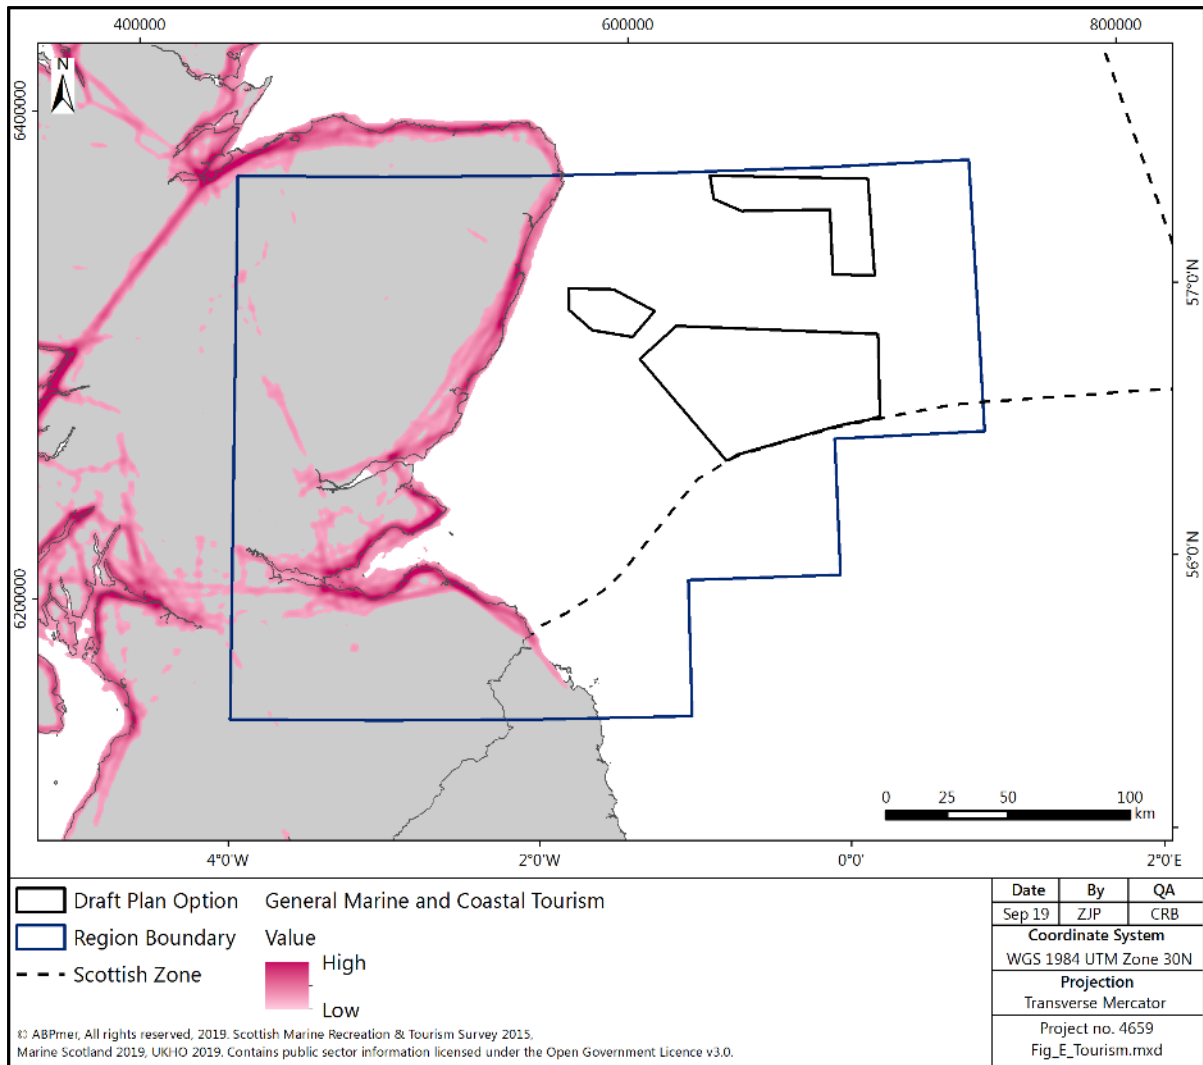 400000 600000 800000
N
6400000
57°0'N
56°0'N
6200000
0 25 50 100
km
4°0'W 2°0'W 0°0' 2°0'E
Draft Plan Option
Region Boundary
Scottish Zone
General Marine and Coastal Tourism
Value
High
Low
© ABPmer, All rights reserved, 2019. Scottish Marine Recreation & Tourism Survey 2015,
Marine Scotland 2019, UKHO 2019. Contains public sector information licensed under the Open Government Licence v3.0.
Date By QA
Sep 19 ZJP CRB
Coordinate System
WGS 1984 UTM Zone 30N
Projection
Transverse Mercator
Project no. 4659
Fig_E_Tourism.mxd